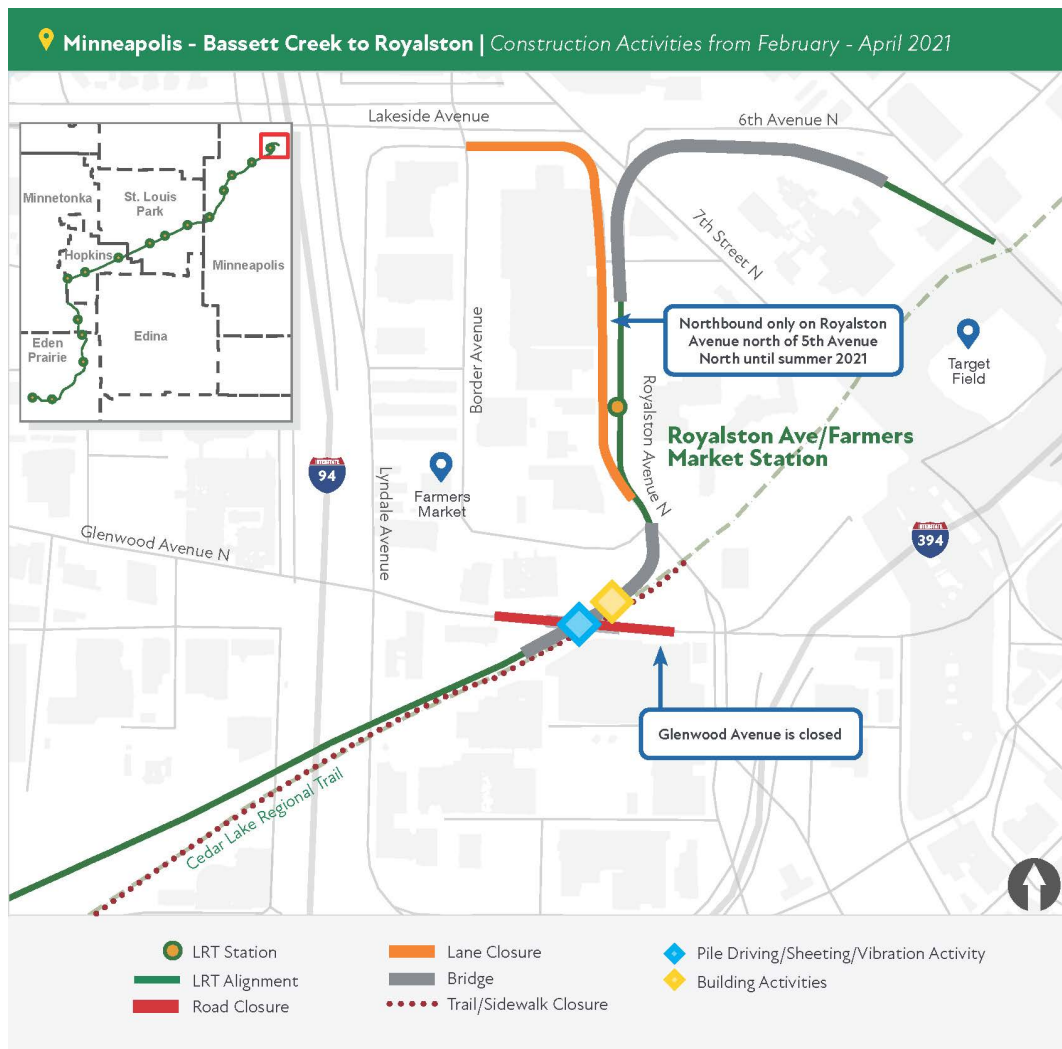 Minneapolis - Bassett Creek to Royalston | Construction Activities from February - April 2021
Lakeside Avenue
6th Avenue N
Minnetonka
St. Louis
Park
Hopkins
Minneapolis
Eden
Prairie
Edina
7th Street N
Northbound only on Royalston
Avenue north of 5th Avenue
North until summer 2021
Target
Field
Border Avenue
Royalston Avenue N
Royalston Ave/Farmers
Market Station
INTERSTATE
94
Farmers
Market
Lyndale Avenue
Glenwood Avenue N
INTERSTATE
394
Glenwood Avenue is closed
Cedar Lake Regional Trail
LRT Station
LRT Alignment
Road Closure
Lane Closure
Bridge
Trail/Sidewalk Closure
Pile Driving/Sheeting/Vibration Activity
Building Activities